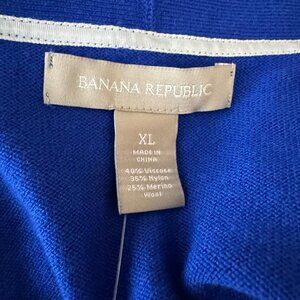 BANANA REPUBLIC
XL
MADE IN
CHINA
40% Viscose
35% Nylon
25% Merino
Wool